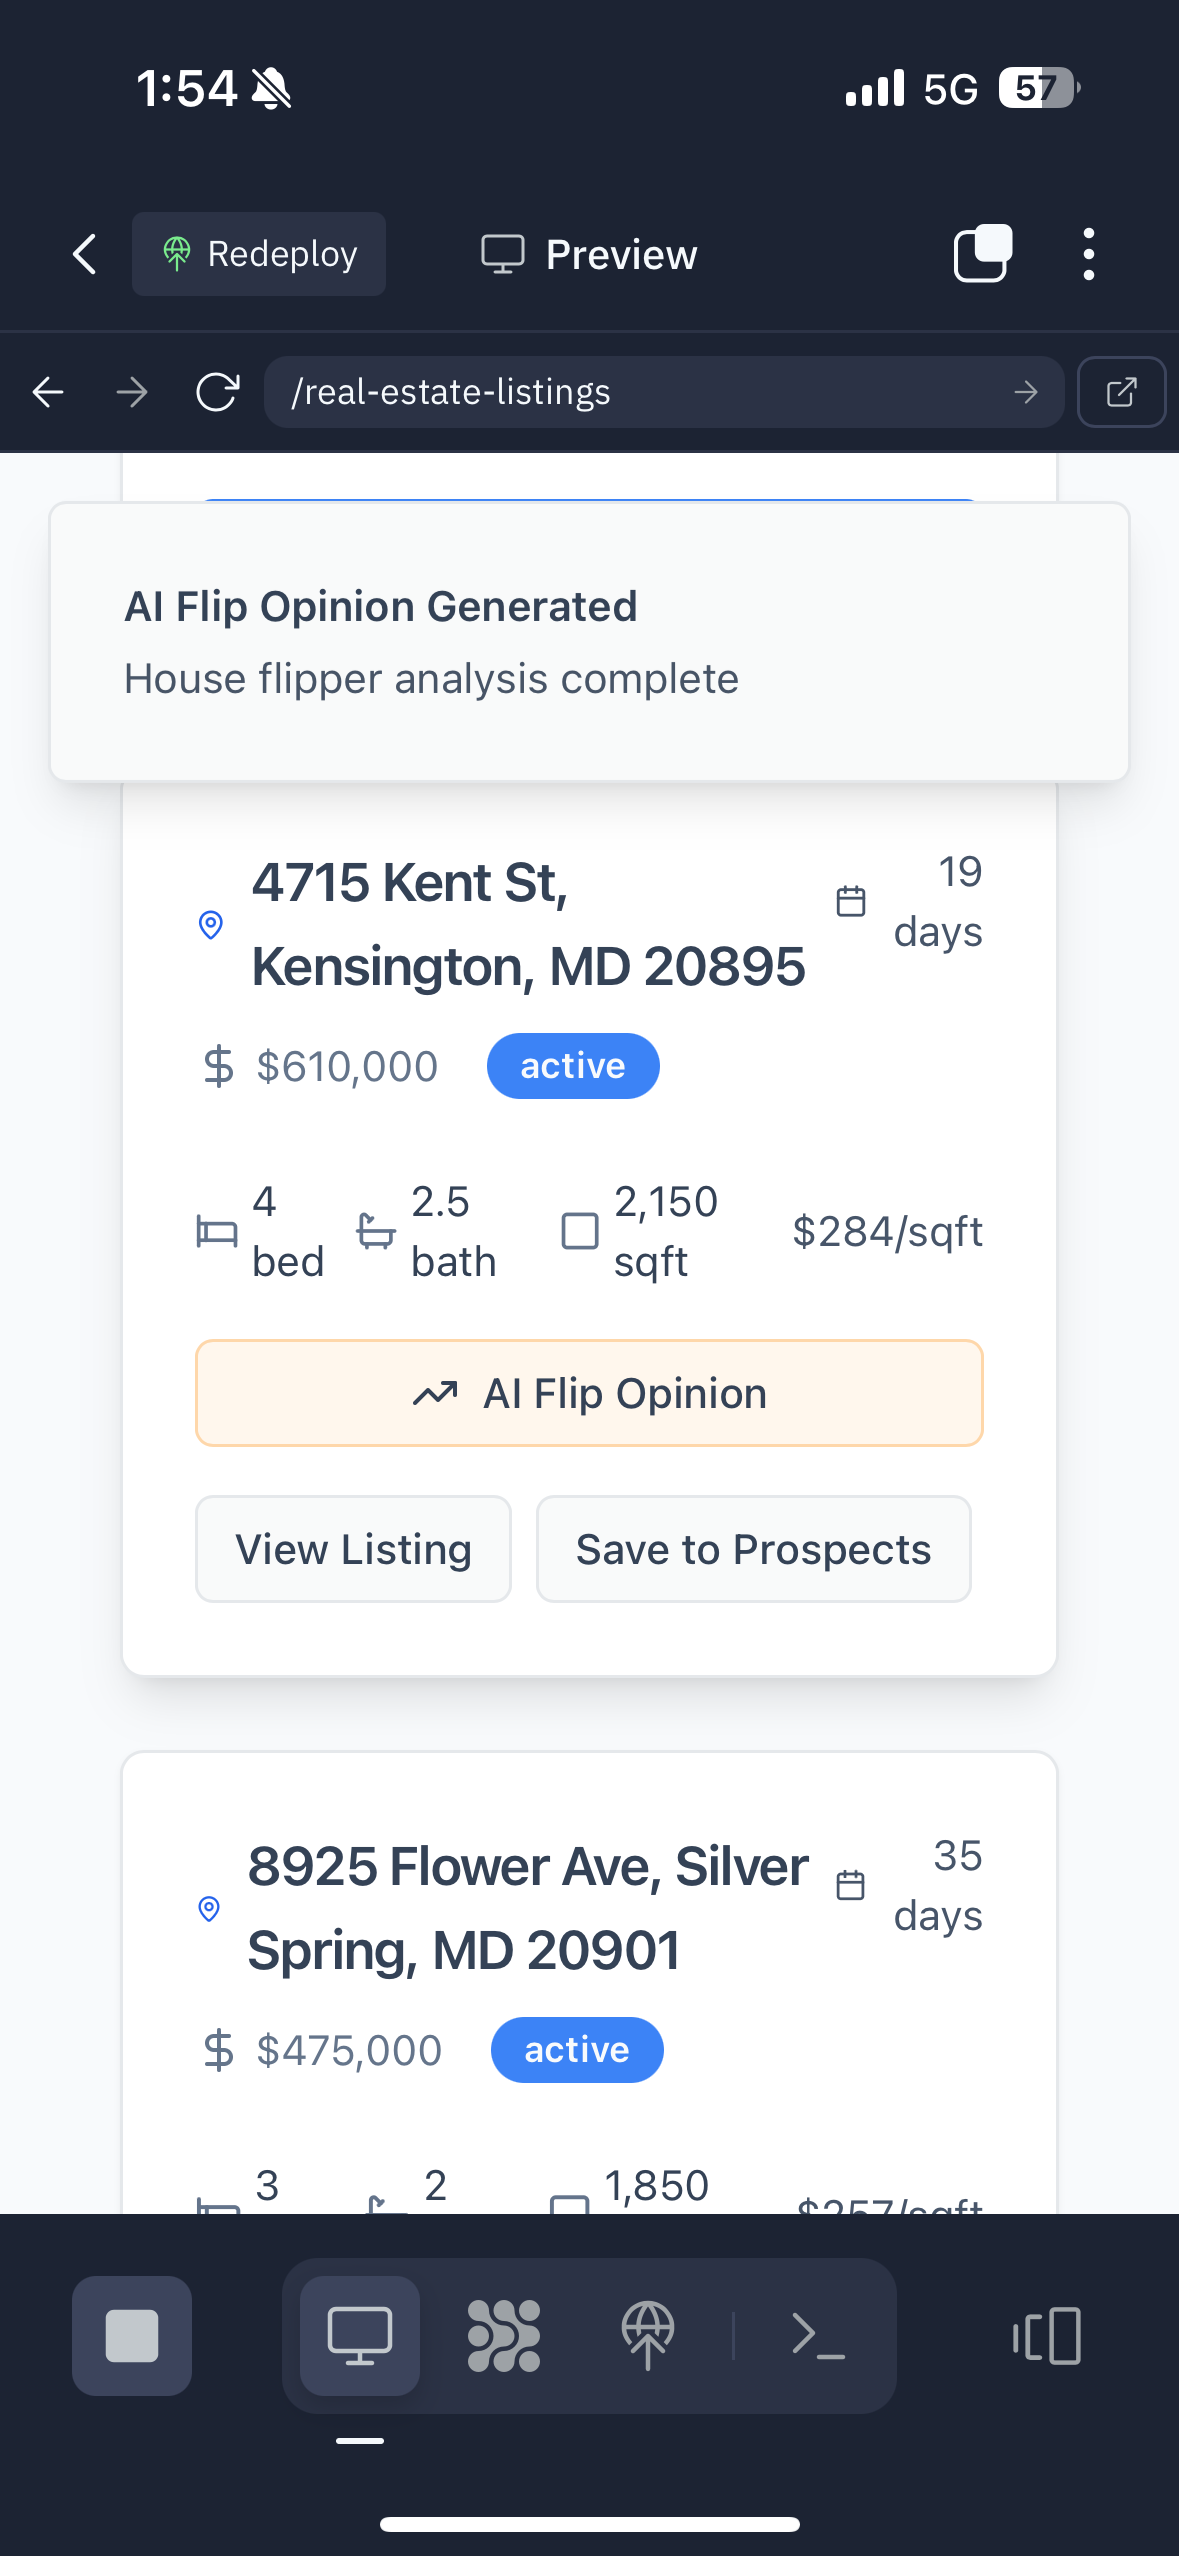 1:54
5G
57
Redeploy
Preview
/real-estate-listings
AI Flip Opinion Generated
House flipper analysis complete
4715 Kent St,
Kensington, MD 20895
19
days
$610,000
active
4
bed
2.5
bath
2,150
sqft
$284/sqft
AI Flip Opinion
View Listing
Save to Prospects
8925 Flower Ave, Silver
Spring, MD 20901
35
days
$475,000
active
3
2
1,850
$257/sqft